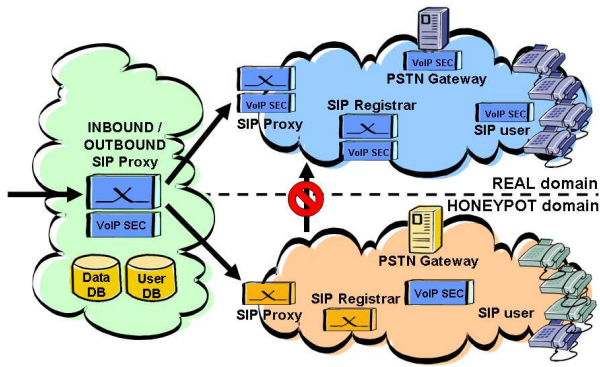 INBOUND /
OUTBOUND
SIP Proxy
VoIP SEC
Data
DB
User
DB
VoIP SEC
SIP Proxy
VoIP SEC
PSTN Gateway
SIP Registrar
VoIP SEC
VoIP SEC
SIP user
REAL domain
HONEYPOT domain
PSTN Gateway
SIP Proxy
SIP Registrar
VoIP SEC
SIP user